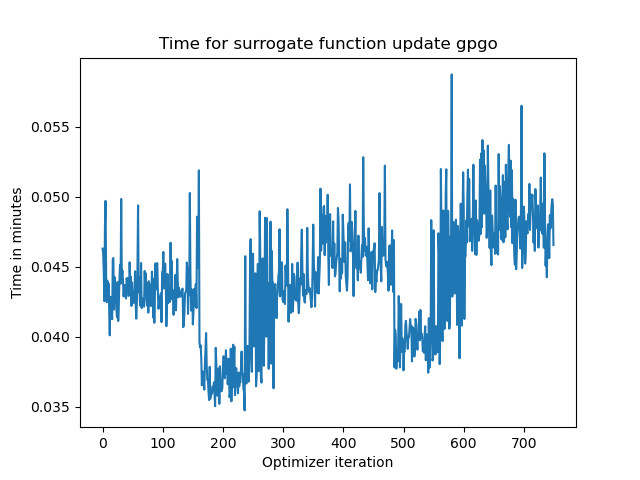 Time for surrogate function update gpgo
Time in minutes
0.055
0.050
0.045
0.040
0.035
0 100 200 300 400 500 600 700
Optimizer iteration